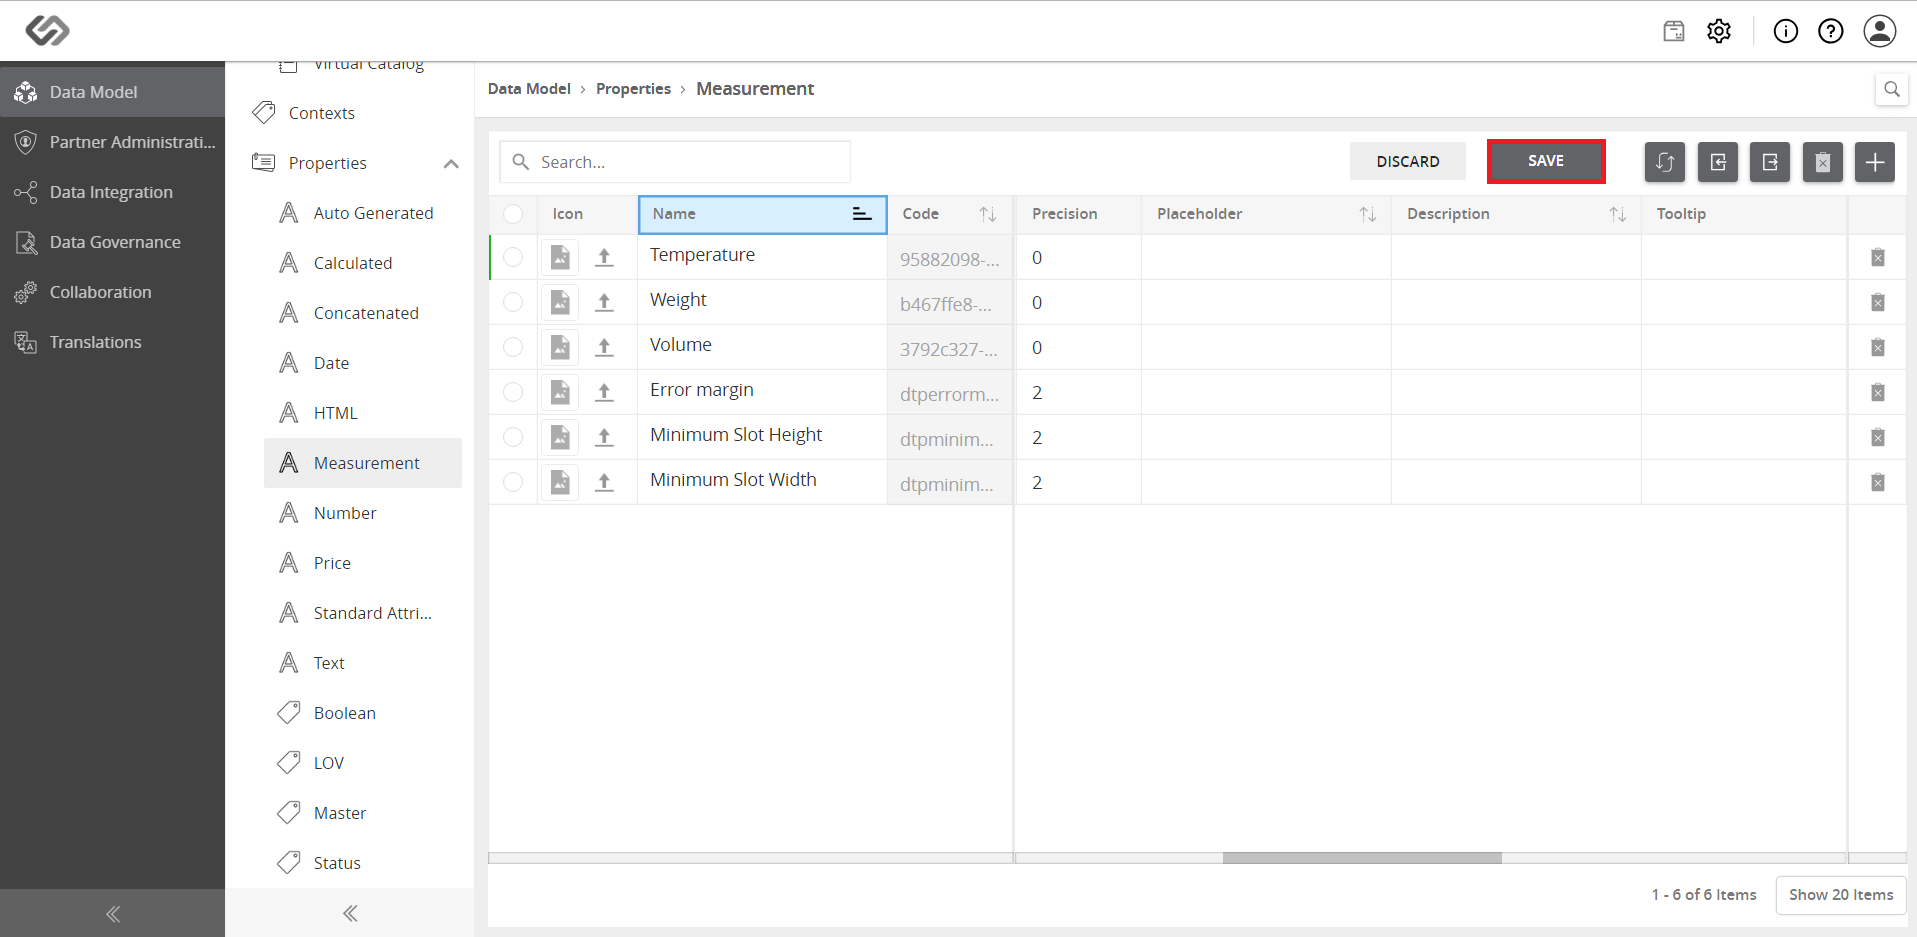 Data Model
Partner Administrati...
Data Integration
Data Governance
Collaboration
Translations
Virtual Catalog
Contexts
Properties
Auto Generated
Calculated
Concatenated
Date
HTML
Measurement
Number
Price
Standard Attri...
Text
Boolean
LOV
Master
Status
Data Model › Properties › Measurement
Search...
DISCARD SAVE
Icon Name Code Precision Placeholder Description Tooltip
Temperature 95882098-... 0
Weight b467ffe8-... 0
Volume 3792c327-... 0
Error margin dtperrorm... 2
Minimum Slot Height dtpminim... 2
Minimum Slot Width dtpminim... 2
1 - 6 of 6 Items Show 20 Items